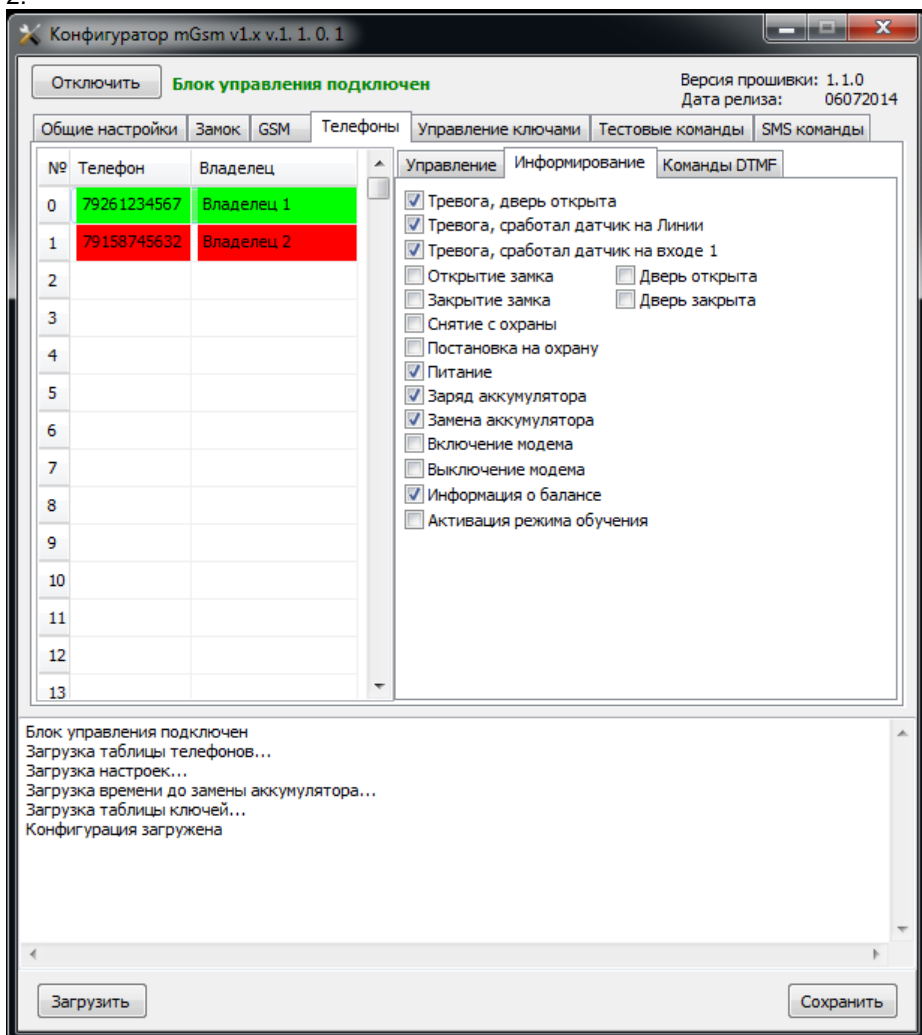 2.
Конфигуратор mGsm v1.x v.1. 1. 0. 1
Отключить Блок управления подключен Версия прошивки: 1.1.0
Дата релиза: 06072014
Общие настройки Замок GSM Телефоны Управление ключами Тестовые команды SMS команды
№ Телефон Владелец
0 79261234567 Владелец 1
1 79158745632 Владелец 2
2
3
4
5
6
7
8
9
10
11
12
13
Управление Информирование Команды DTMF
Тревога, дверь открыта
Тревога, сработал датчик на Линии
Тревога, сработал датчик на входе 1
Открытие замка Дверь открыта
Закрытие замка Дверь закрыта
Снятие с охраны
Постановка на охрану
Питание
Заряд аккумулятора
Замена аккумулятора
Включение модема
Выключение модема
Информация о балансе
Активация режима обучения
Блок управления подключен
Загрузка таблицы телефонов...
Загрузка настроек...
Загрузка времени до замены аккумулятора...
Загрузка таблицы ключей...
Конфигурация загружена
Загрузить Сохранить